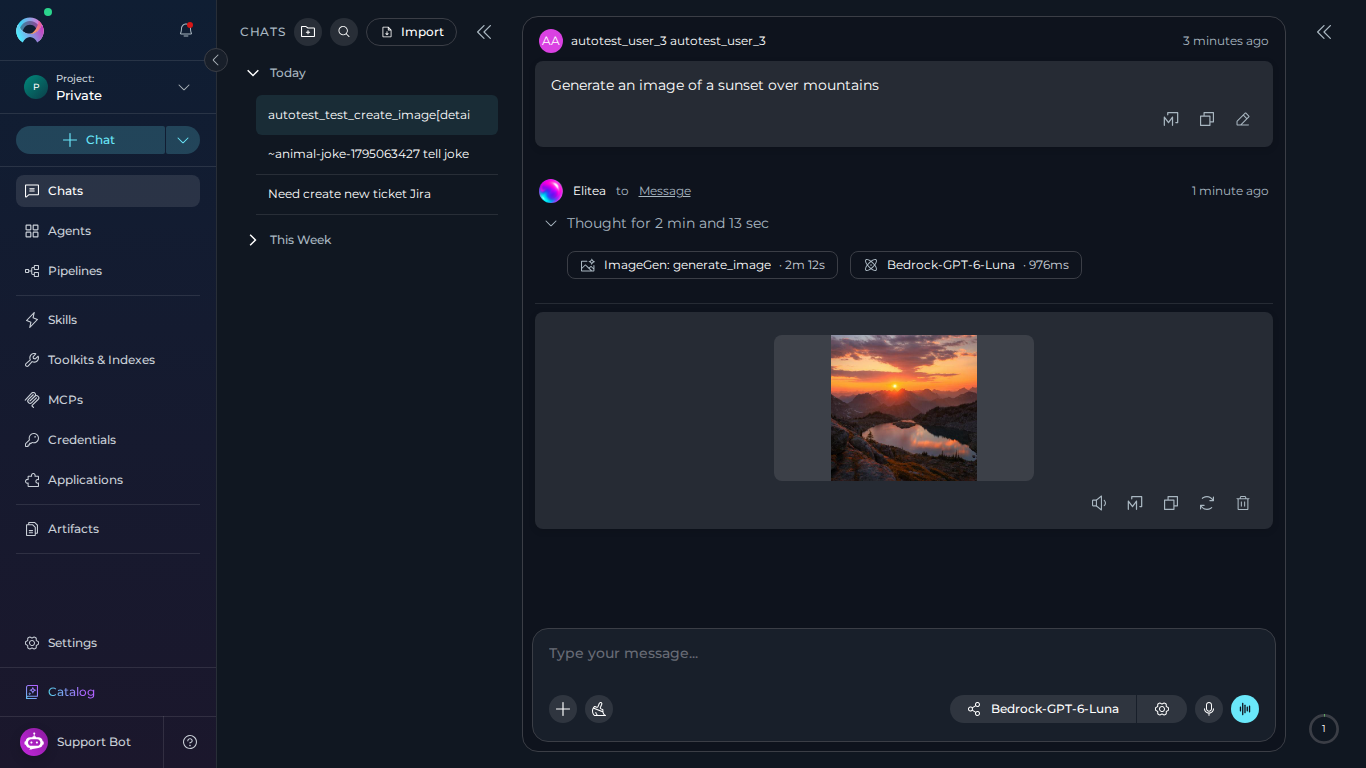 Project:
Private
Chat
Chats
Agents
Pipelines
Skills
Toolkits & Indexes
MCPs
Credentials
Applications
Artifacts
Settings
Catalog
Support Bot
CHATS
Import
Today
autotest_test_create_image[detai
~animal-joke-1795063427 tell joke
Need create new ticket Jira
This Week
AA autotest_user_3 autotest_user_3 3 minutes ago
Generate an image of a sunset over mountains
Elitea to Message 1 minute ago
Thought for 2 min and 13 sec
ImageGen: generate_image · 2m 12s Bedrock-GPT-6-Luna · 976ms
Type your message...
Bedrock-GPT-6-Luna
P
1